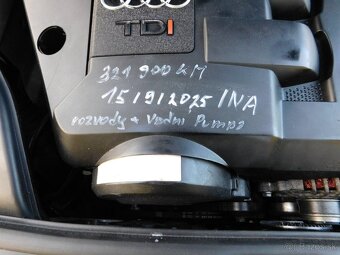 TDI
321 900 KM
15/9/2025 INA
rozvody + Vodní Pumpa